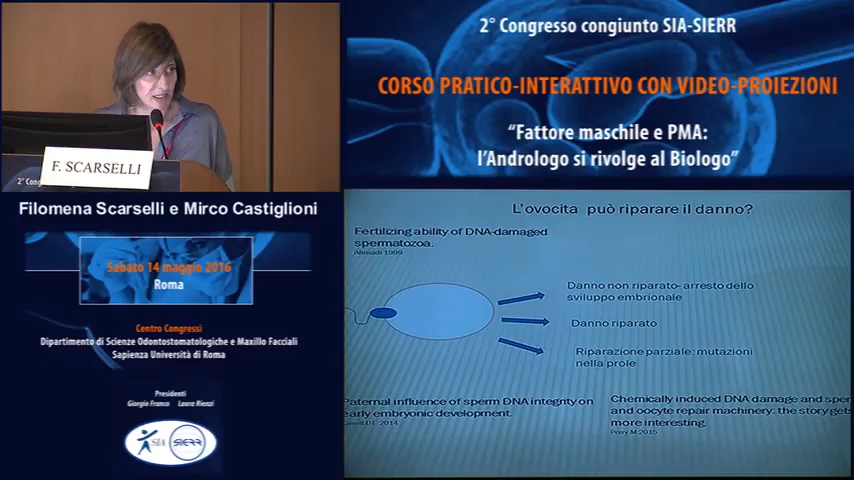 F. SCARSELLI
2° Cong
Filomena Scarselli e Mirco Castiglioni
Sabato 14 maggio 2016
Roma
Centro Congressi
Dipartimento di Scienze Odontostomatologiche e Maxillo Facciali
Sapienza Università di Roma
Presidenti
Giorgio Franco Laura Rienzi
SIA SIERR
2° Congresso congiunto SIA-SIERR
CORSO PRATICO-INTERATTIVO CON VIDEO-PROIEZIONI
“Fattore maschile e PMA:
l’Andrologo si rivolge al Biologo”
L'ovocita può riparare il danno?
Fertilizing ability of DNA-damaged
spermatozoa.
Ahmadi 1999
Danno non riparato- arresto dello
sviluppo embrionale
Danno riparato
Riparazione parziale: mutazioni
nella prole
Paternal influence of sperm DNA integrity on
early embryonic development.
2014
Chemically induced DNA damage and sper
and oocyte repair machinery: the story gets
more interesting.
Perry M 2015